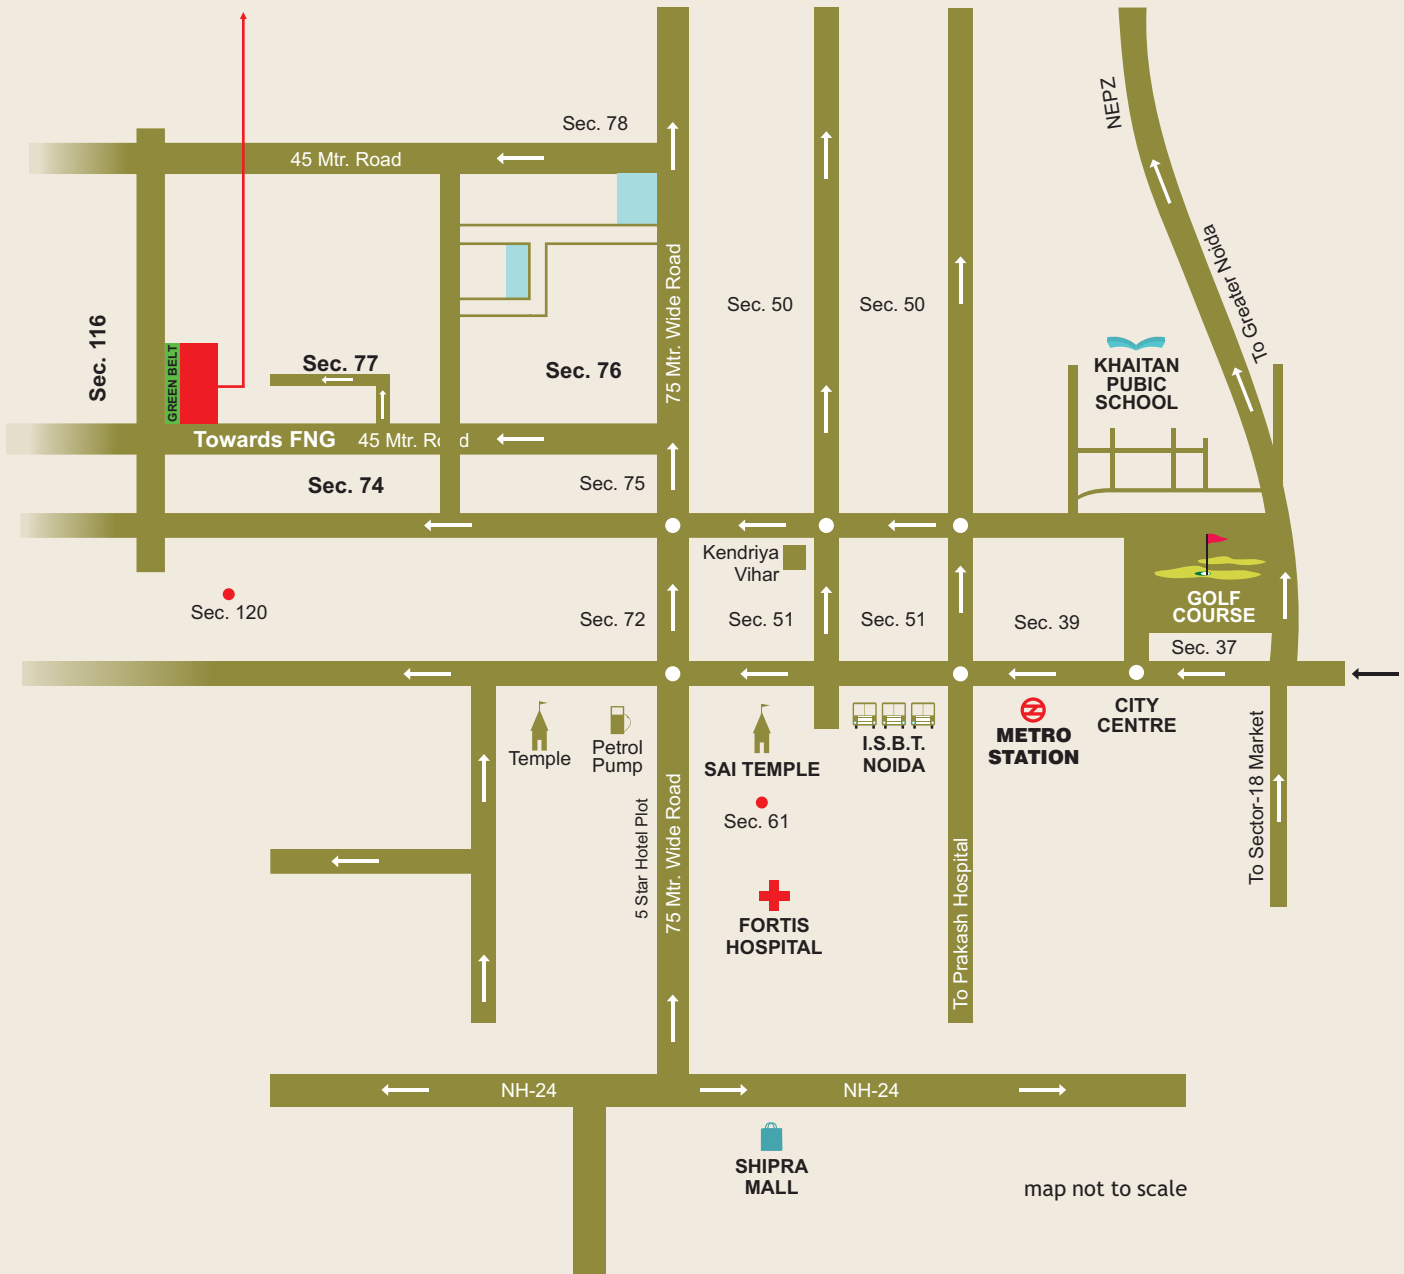 NEPZ
Sec. 78
45 Mtr. Road
To Greater Noida
75 Mtr. Wide Road
Sec. 50
Sec. 50
Sec. 116
GREEN BELT
Sec. 77
Sec. 76
KHAITAN
PUBIC
SCHOOL
Towards FNG
45 Mtr. Road
Sec. 74
Sec. 75
Kendriya
Vihar
Sec. 120
Sec. 72
Sec. 51
Sec. 51
Sec. 39
GOLF
COURSE
Sec. 37
Temple
Petrol
Pump
SAI TEMPLE
I.S.B.T.
NOIDA
METRO
STATION
CITY
CENTRE
5 Star Hotel Plot
75 Mtr. Wide Road
Sec. 61
To Prakash Hospital
To Sector-18 Market
FORTIS
HOSPITAL
NH-24
NH-24
SHIPRA
MALL
map not to scale